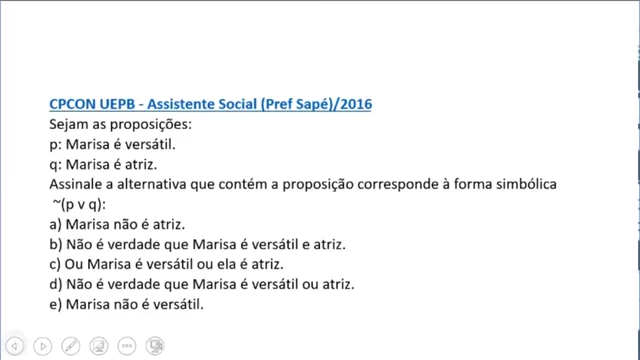 CPCON UEPB - Assistente Social (Pref Sapé)/2016
Sejam as proposições:
p: Marisa é versátil.
q: Marisa é atriz.
Assinale a alternativa que contém a proposição corresponde à forma simbólica
~(p v q):
a) Marisa não é atriz.
b) Não é verdade que Marisa é versátil e atriz.
c) Ou Marisa é versátil ou ela é atriz.
d) Não é verdade que Marisa é versátil ou atriz.
e) Marisa não é versátil.